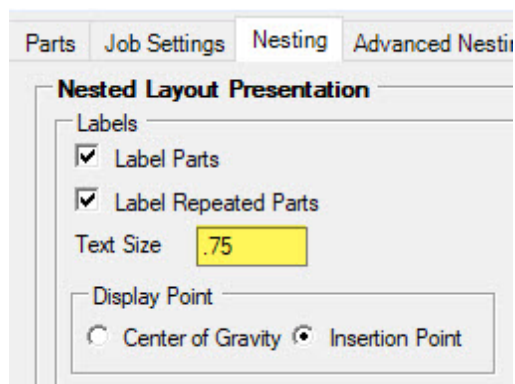 Parts Job Settings Nesting Advanced
Nested Layout Presentation
Labels
Label Parts
Label Repeated Parts
Text Size .75
Display Point
Center of Gravity Insertion Point